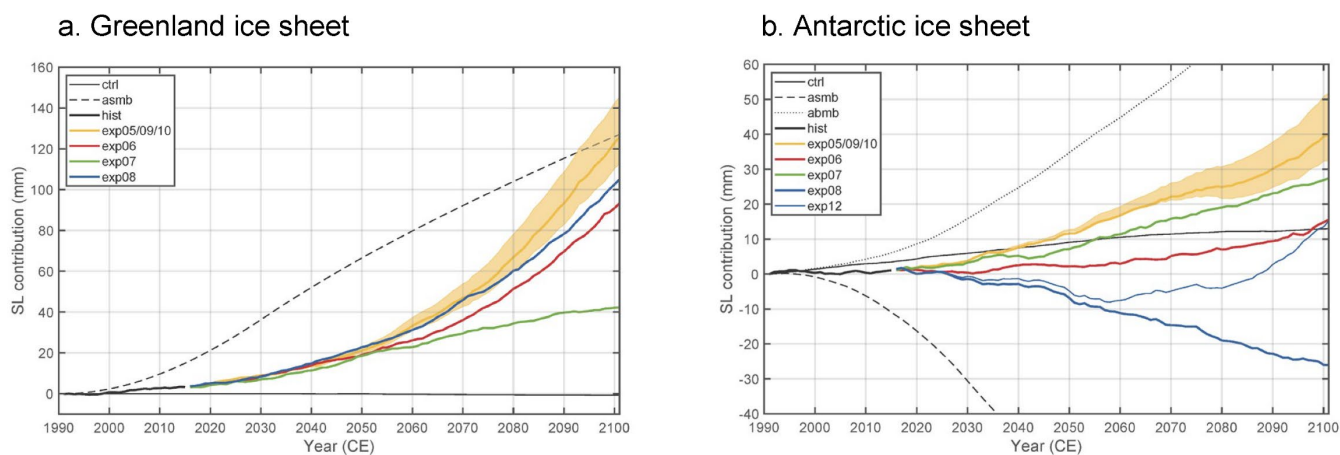 a. Greenland ice sheet
160
140
120
100
80
60
40
20
0
SL contribution (mm)
ctrl
asmb
hist
exp05/09/10
exp06
exp07
exp08
1990 2000 2010 2020 2030 2040 2050 2060 2070 2080 2090 2100
Year (CE)
b. Antarctic ice sheet
60
50
40
30
20
10
0
-10
-20
-30
-40
SL contribution (mm)
ctrl
asmb
abmb
hist
exp05/09/10
exp06
exp07
exp08
exp12
1990 2000 2010 2020 2030 2040 2050 2060 2070 2080 2090 2100
Year (CE)